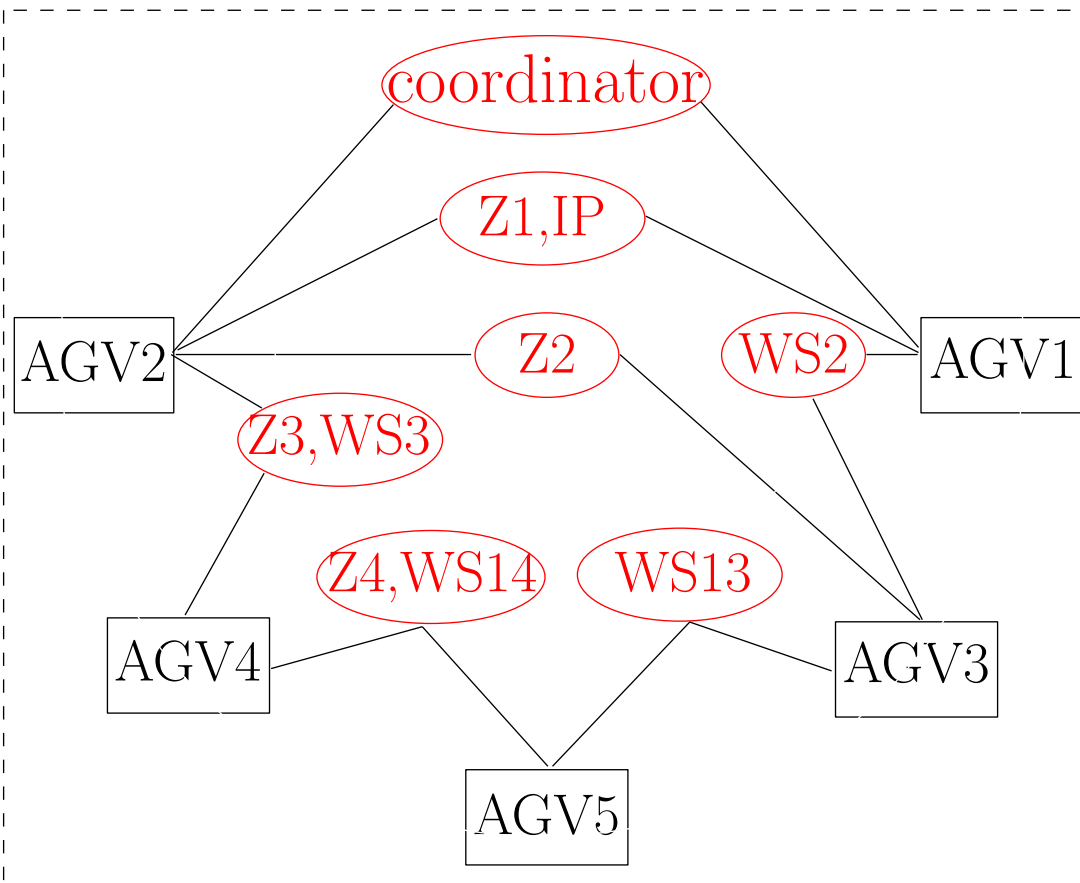 coordinator
Z1,IP
AGV2
Z2
WS2
AGV1
Z3,WS3
Z4,WS14
WS13
AGV4
AGV3
AGV5